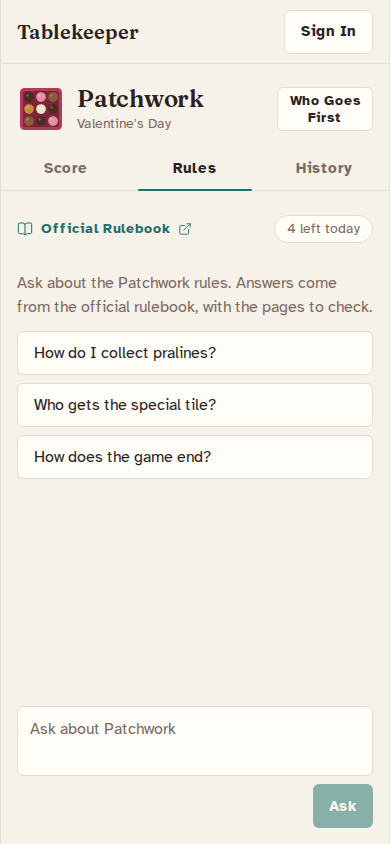 Tablekeeper
Sign In
Patchwork
Valentine's Day
Who Goes
First
Score
Rules
History
Official Rulebook
4 left today
Ask about the Patchwork rules. Answers come
from the official rulebook, with the pages to check.
How do I collect pralines?
Who gets the special tile?
How does the game end?
Ask about Patchwork
Ask